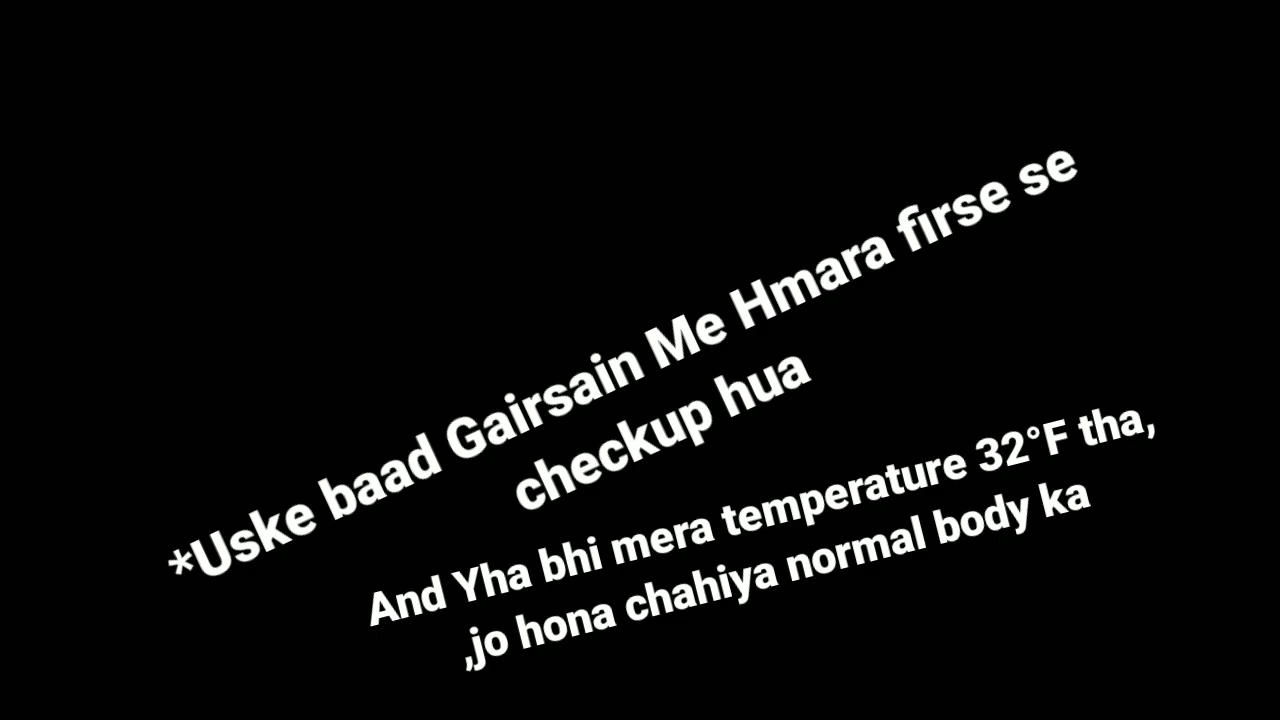 *Uske baad Gairsain Me Hmara firse se
checkup hua
And Yha bhi mera temperature 32°F tha,
,jo hona chahiya normal body ka